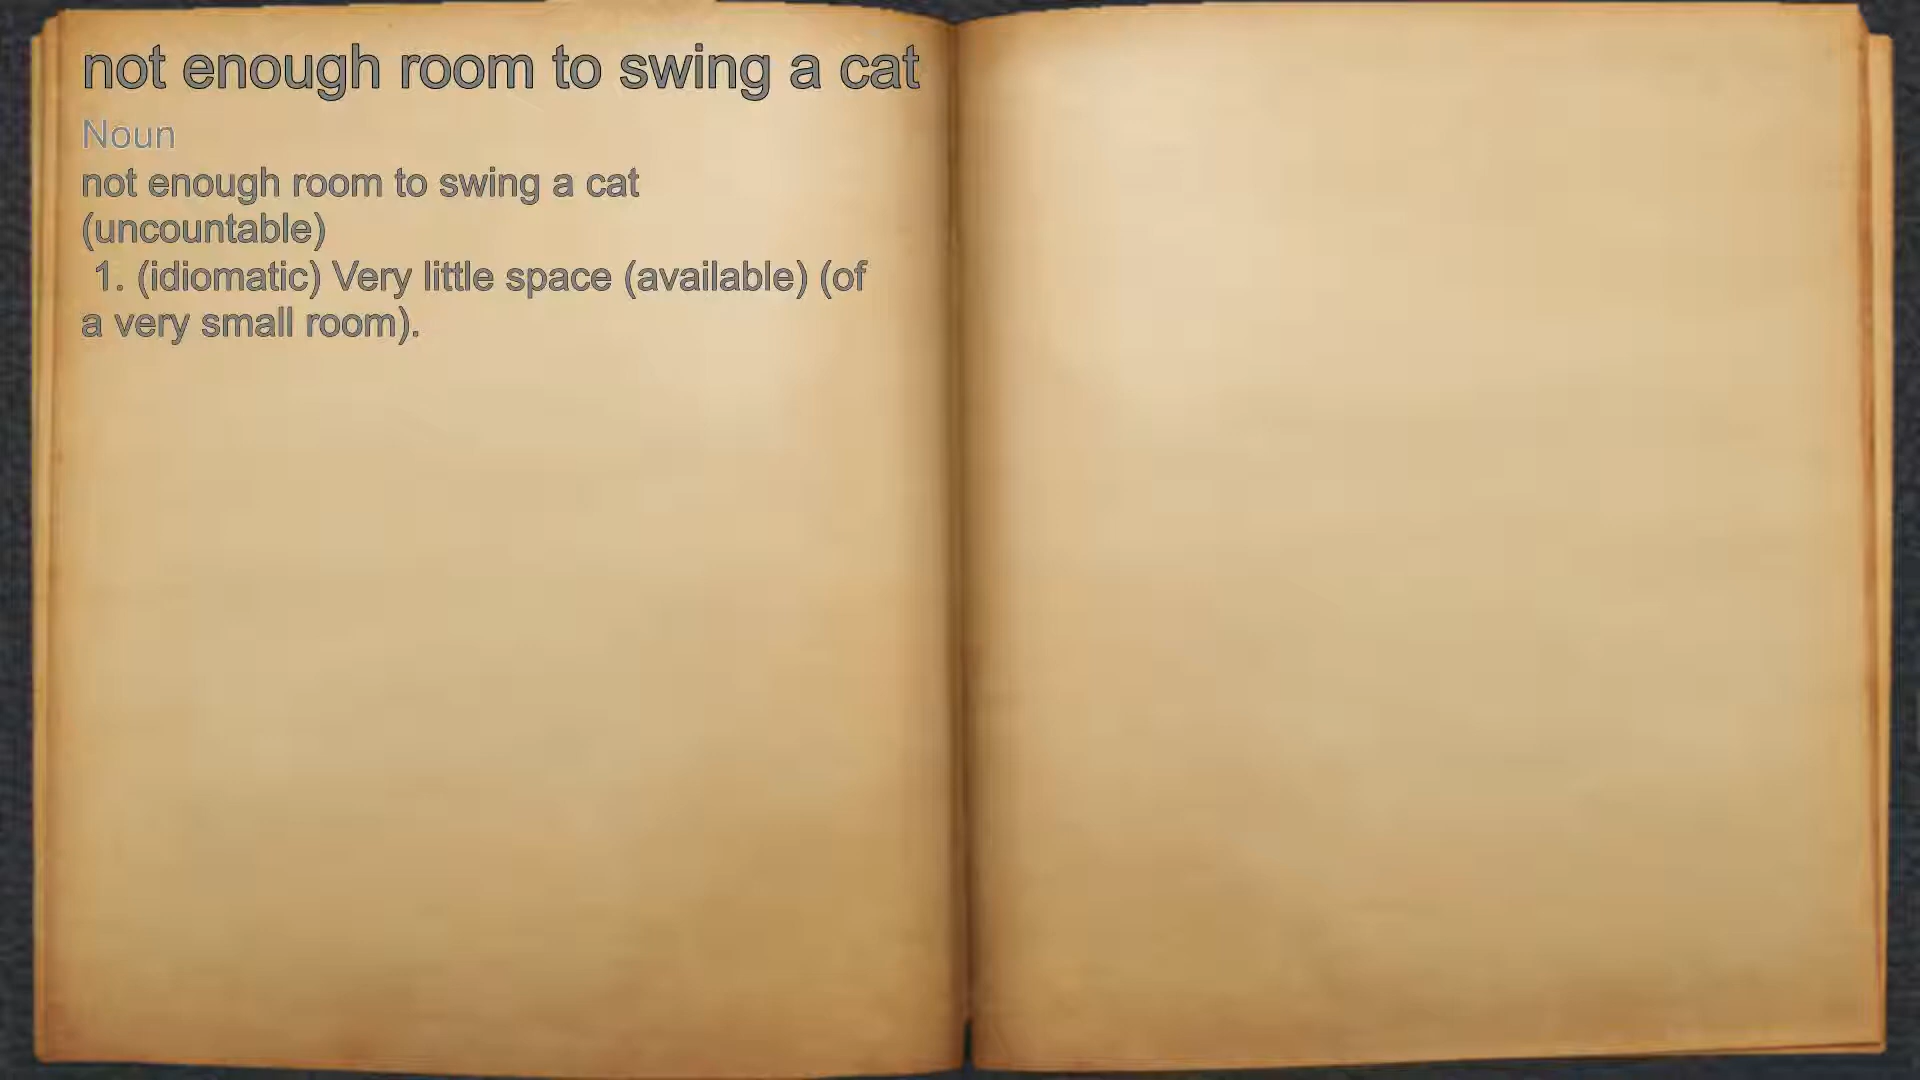 not enough room to swing a cat
Noun
not enough room to swing a cat
(uncountable)
1. (idiomatic) Very little space (available) (of
a very small room).